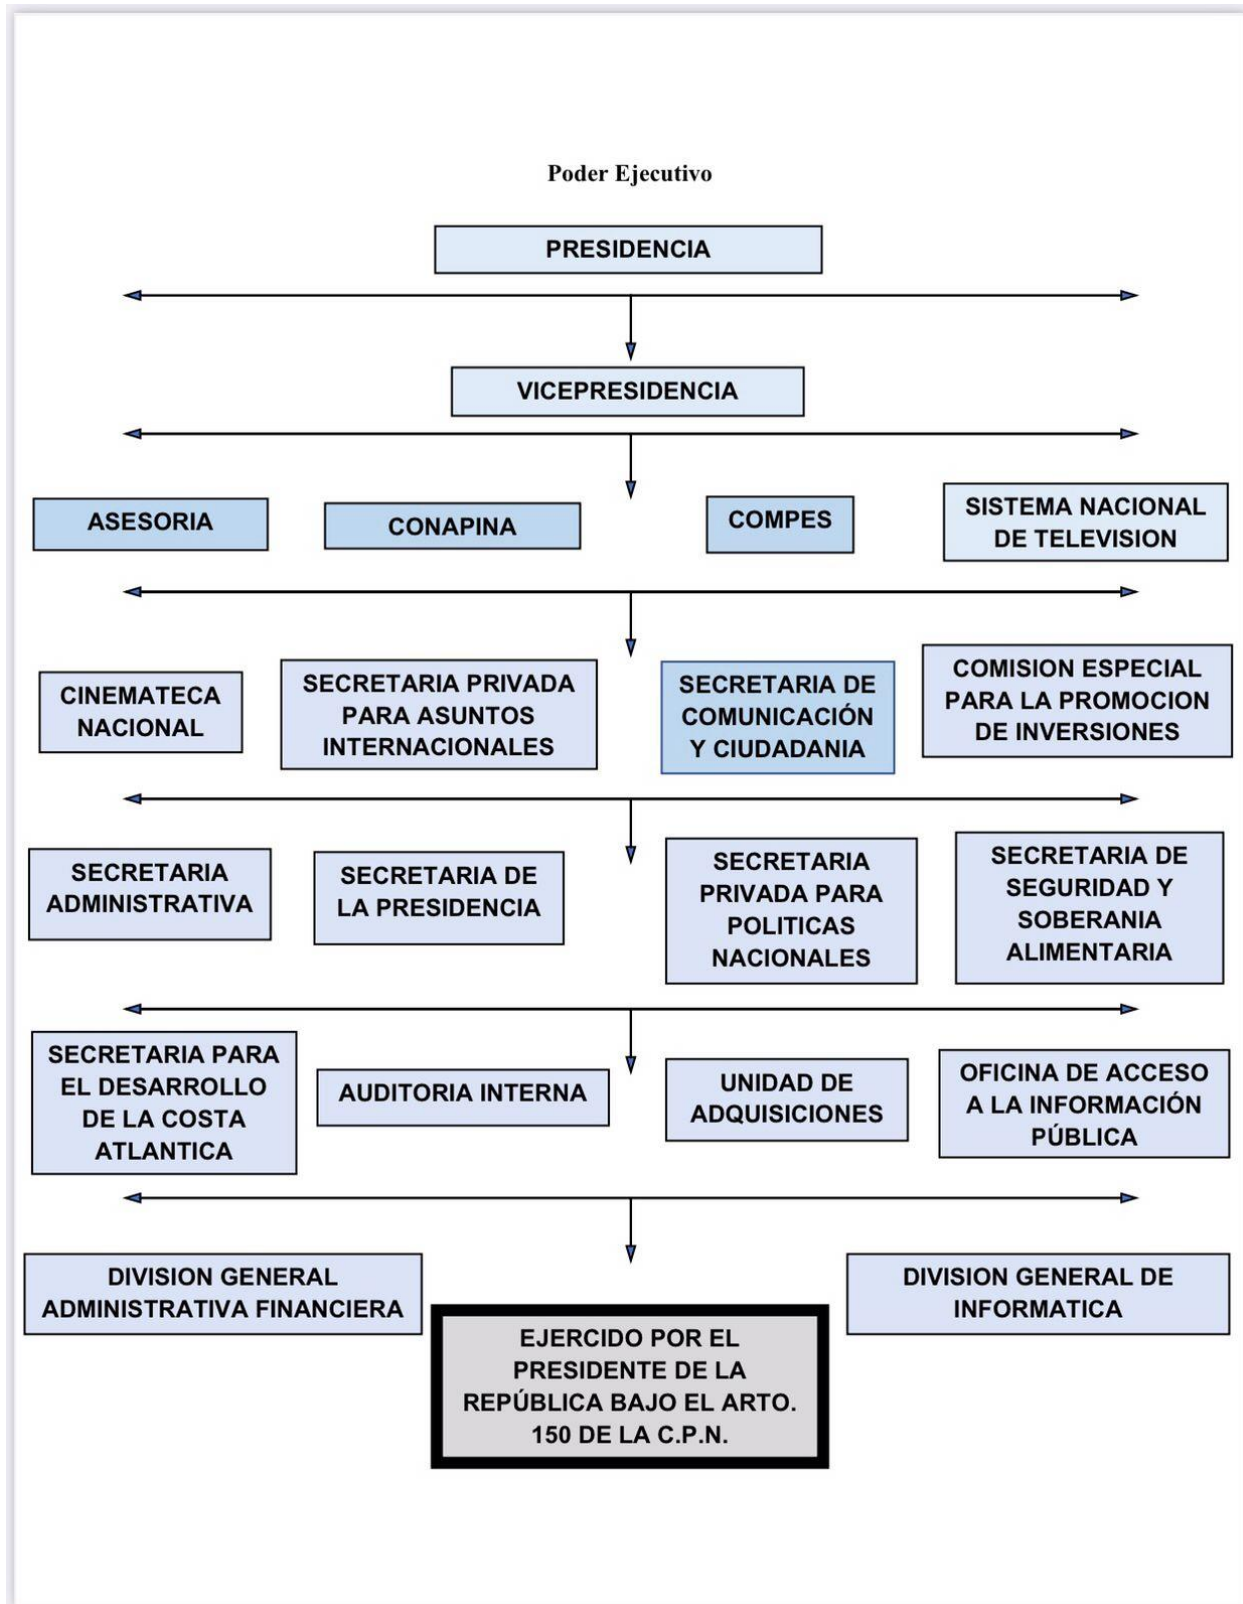 Poder Ejecutivo
PRESIDENCIA
VICEPRESIDENCIA
ASESORIA
CONAPINA
COMPES
SISTEMA NACIONAL
DE TELEVISION
CINEMATECA
NACIONAL
SECRETARIA PRIVADA
PARA ASUNTOS
INTERNACIONALES
SECRETARIA DE
COMUNICACIÓN
Y CIUDADANIA
COMISION ESPECIAL
PARA LA PROMOCION
DE INVERSIONES
SECRETARIA
ADMINISTRATIVA
SECRETARIA DE
LA PRESIDENCIA
SECRETARIA
PRIVADA PARA
POLITICAS
NACIONALES
SECRETARIA DE
SEGURIDAD Y
SOBERANIA
ALIMENTARIA
SECRETARIA PARA
EL DESARROLLO
DE LA COSTA
ATLANTICA
AUDITORIA INTERNA
UNIDAD DE
ADQUISICIONES
OFICINA DE ACCESO
A LA INFORMACIÓN
PÚBLICA
DIVISION GENERAL
ADMINISTRATIVA FINANCIERA
DIVISION GENERAL DE
INFORMATICA
EJERCIDO POR EL
PRESIDENTE DE LA
REPÚBLICA BAJO EL ARTO.
150 DE LA C.P.N.